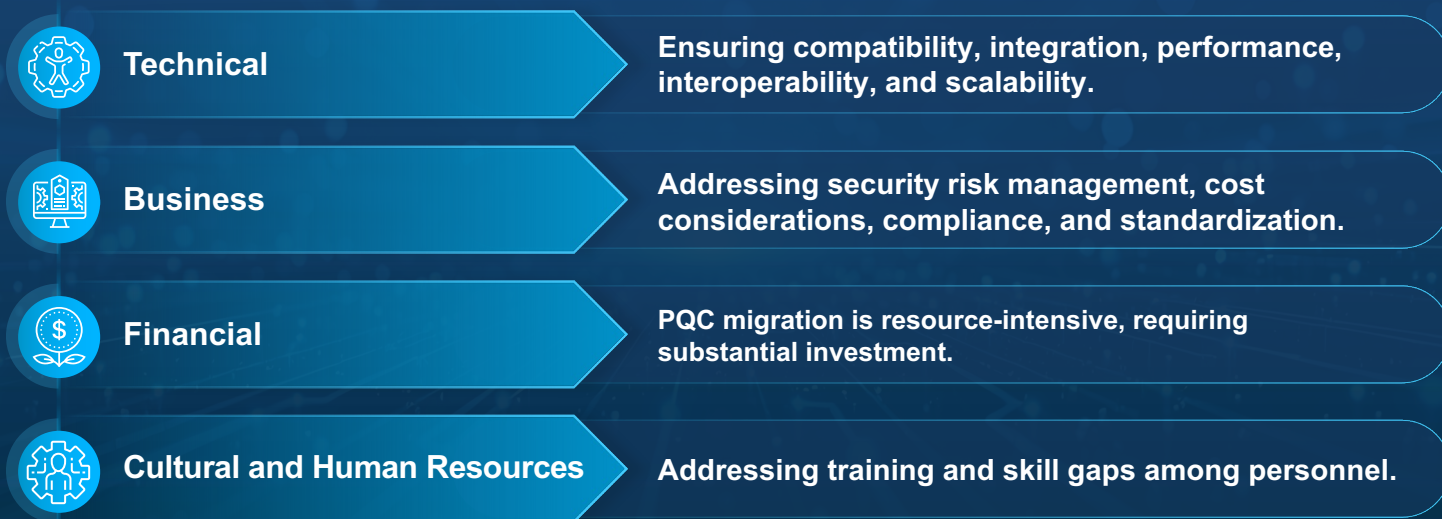 Technical
Ensuring compatibility, integration, performance,
interoperability, and scalability.
Business
Addressing security risk management, cost
considerations, compliance, and standardization.
$
Financial
PQC migration is resource-intensive, requiring
substantial investment.
Cultural and Human Resources
Addressing training and skill gaps among personnel.